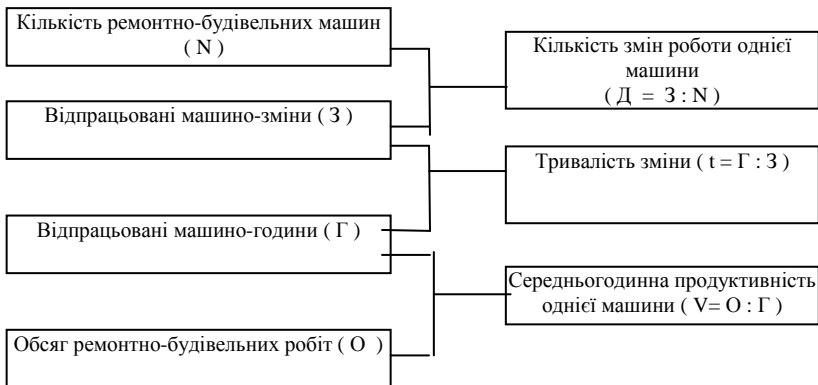 Кількість ремонтно-будівельних машин
( N )
Відпрацьовані машино-зміни ( З )
Відпрацьовані машино-години ( Г )
Обсяг ремонтно-будівельних робіт ( О )
Кількість змін роботи однієї
машини
( Д = З : N )
Тривалість зміни ( t = Г : З )
Середньогодинна продуктивність
однієї машини ( V= О : Г )